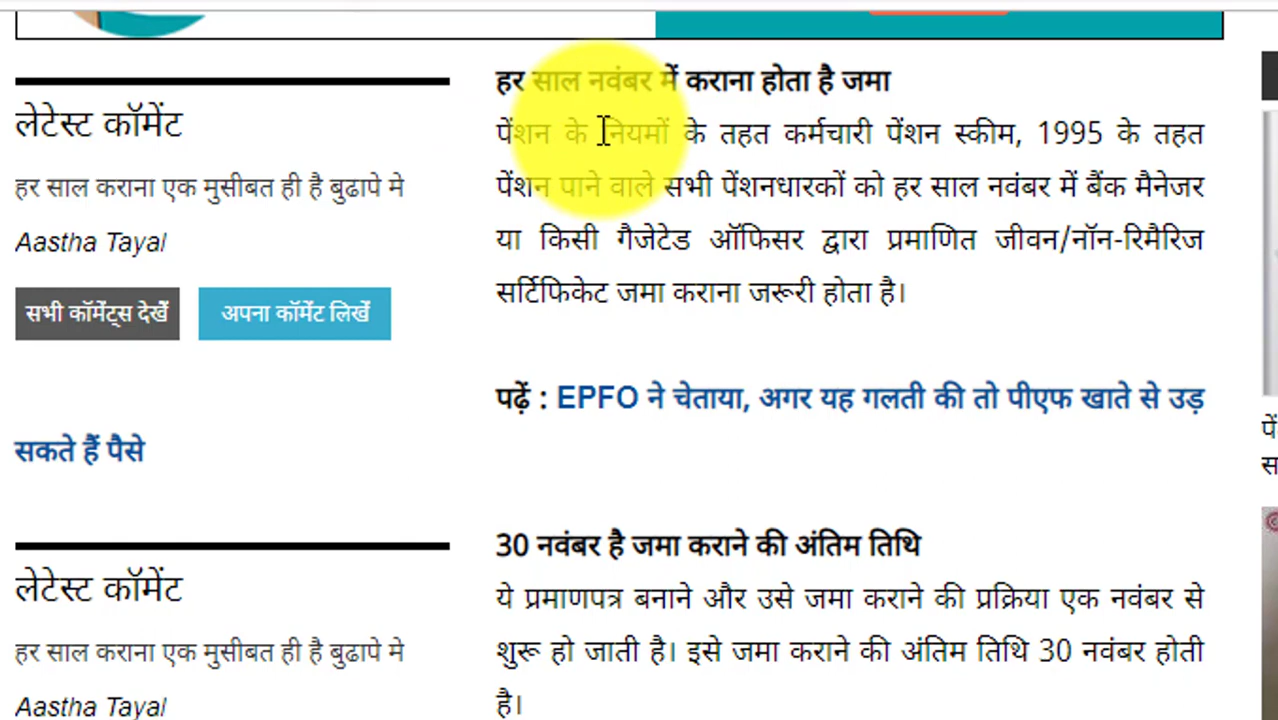 लेटेस्ट कॉमेंट
हर साल कराना एक मुसीबत ही है बुढापे मे
Aastha Tayal
सभी कॉमेंट्स देखें
अपना कॉमेंट लिखें
हर साल नवंबर में कराना होता है जमा
पेंशन के नियमों के तहत कर्मचारी पेंशन स्कीम, 1995 के तहत
पेंशन पाने वाले सभी पेंशनधारकों को हर साल नवंबर में बैंक मैनेजर
या किसी गैजेटेड ऑफिसर द्वारा प्रमाणित जीवन/नॉन-रिमैरिज
सर्टिफिकेट जमा कराना जरूरी होता है।
पढ़ें : EPFO ने चेताया, अगर यह गलती की तो पीएफ खाते से उड़
सकते हैं पैसे
लेटेस्ट कॉमेंट
हर साल कराना एक मुसीबत ही है बुढापे मे
Aastha Tayal
30 नवंबर है जमा कराने की अंतिम तिथि
ये प्रमाणपत्र बनाने और उसे जमा कराने की प्रक्रिया एक नवंबर से
शुरू हो जाती है। इसे जमा कराने की अंतिम तिथि 30 नवंबर होती
है।